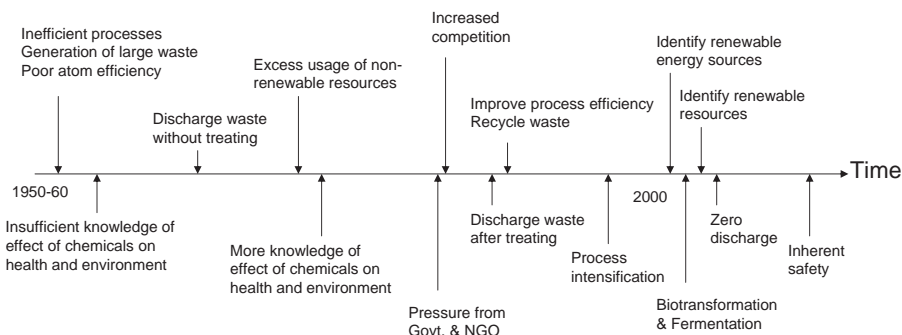 Inefficient processes
Generation of large waste
Poor atom efficiency
Discharge waste
without treating
Excess usage of non-
renewable resources
Increased
competition
Improve process efficiency
Recycle waste
Identify renewable
energy sources
Identify renewable
resources
Time
1950-60
2000
Insufficient knowledge of
effect of chemicals on
health and environment
More knowledge of
effect of chemicals on
health and environment
Pressure from
Govt. & NGO
Discharge waste
after treating
Process
intensification
Biotransformation
& Fermentation
Zero
discharge
Inherent
safety